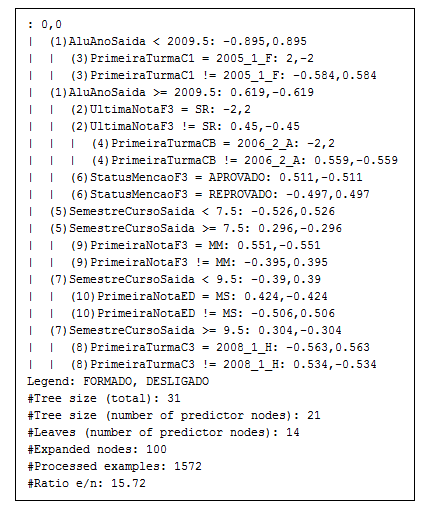 : 0,0
| (1)AluAnoSaida < 2009.5: -0.895,0.895
| | (3)PrimeiraTurmaC1 = 2005_1_F: 2,-2
| | (3)PrimeiraTurmaC1 != 2005_1_F: -0.584,0.584
| (1)AluAnoSaida >= 2009.5: 0.619,-0.619
| | (2)UltimaNotaF3 = SR: -2,2
| | (2)UltimaNotaF3 != SR: 0.45,-0.45
| | | (4)PrimeiraTurmaCB = 2006_2_A: -2,2
| | | (4)PrimeiraTurmaCB != 2006_2_A: 0.559,-0.559
| | (6)StatusMencaoF3 = APROVADO: 0.511,-0.511
| | (6)StatusMencaoF3 = REPROVADO: -0.497,0.497
| (5)SemestreCursoSaida < 7.5: -0.526,0.526
| (5)SemestreCursoSaida >= 7.5: 0.296,-0.296
| | (9)PrimeiraNotaF3 = MM: 0.551,-0.551
| | (9)PrimeiraNotaF3 != MM: -0.395,0.395
| (7)SemestreCursoSaida < 9.5: -0.39,0.39
| | (10)PrimeiraNotaED = MS: 0.424,-0.424
| | (10)PrimeiraNotaED != MS: -0.506,0.506
| (7)SemestreCursoSaida >= 9.5: 0.304,-0.304
| | (8)PrimeiraTurmaC3 = 2008_1_H: -0.563,0.563
| | (8)PrimeiraTurmaC3 != 2008_1_H: 0.534,-0.534
Legend: FORMADO, DESLIGADO
#Tree size (total): 31
#Tree size (number of predictor nodes): 21
#Leaves (number of predictor nodes): 14
#Expanded nodes: 100
#Processed examples: 1572
#Ratio e/n: 15.72